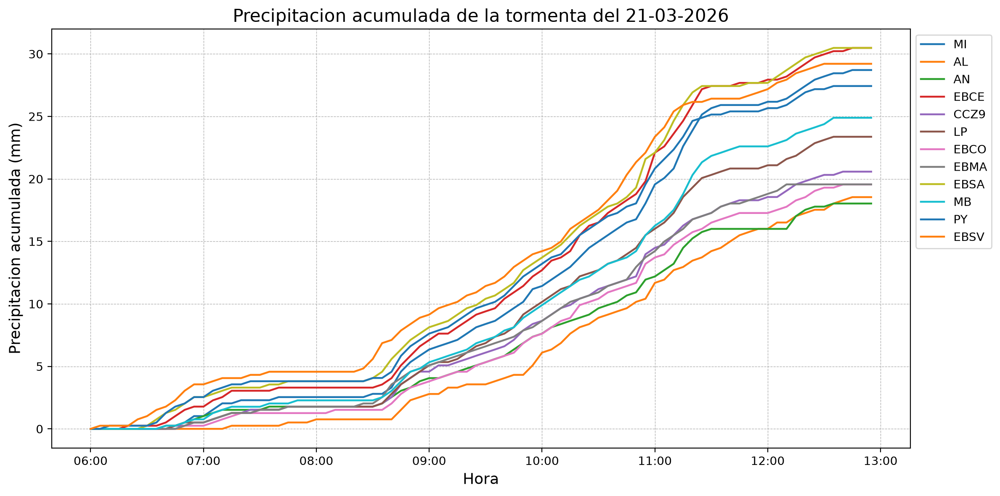 Precipitacion acumulada de la tormenta del 21-03-2026
Precipitacion acumulada (mm)
30
25
20
15
10
5
0
06:00 07:00 08:00 09:00 10:00 11:00 12:00 13:00
Hora
MI
AL
AN
EBCE
CCZ9
LP
EBCO
EBMA
EBSA
MB
PY
EBSV